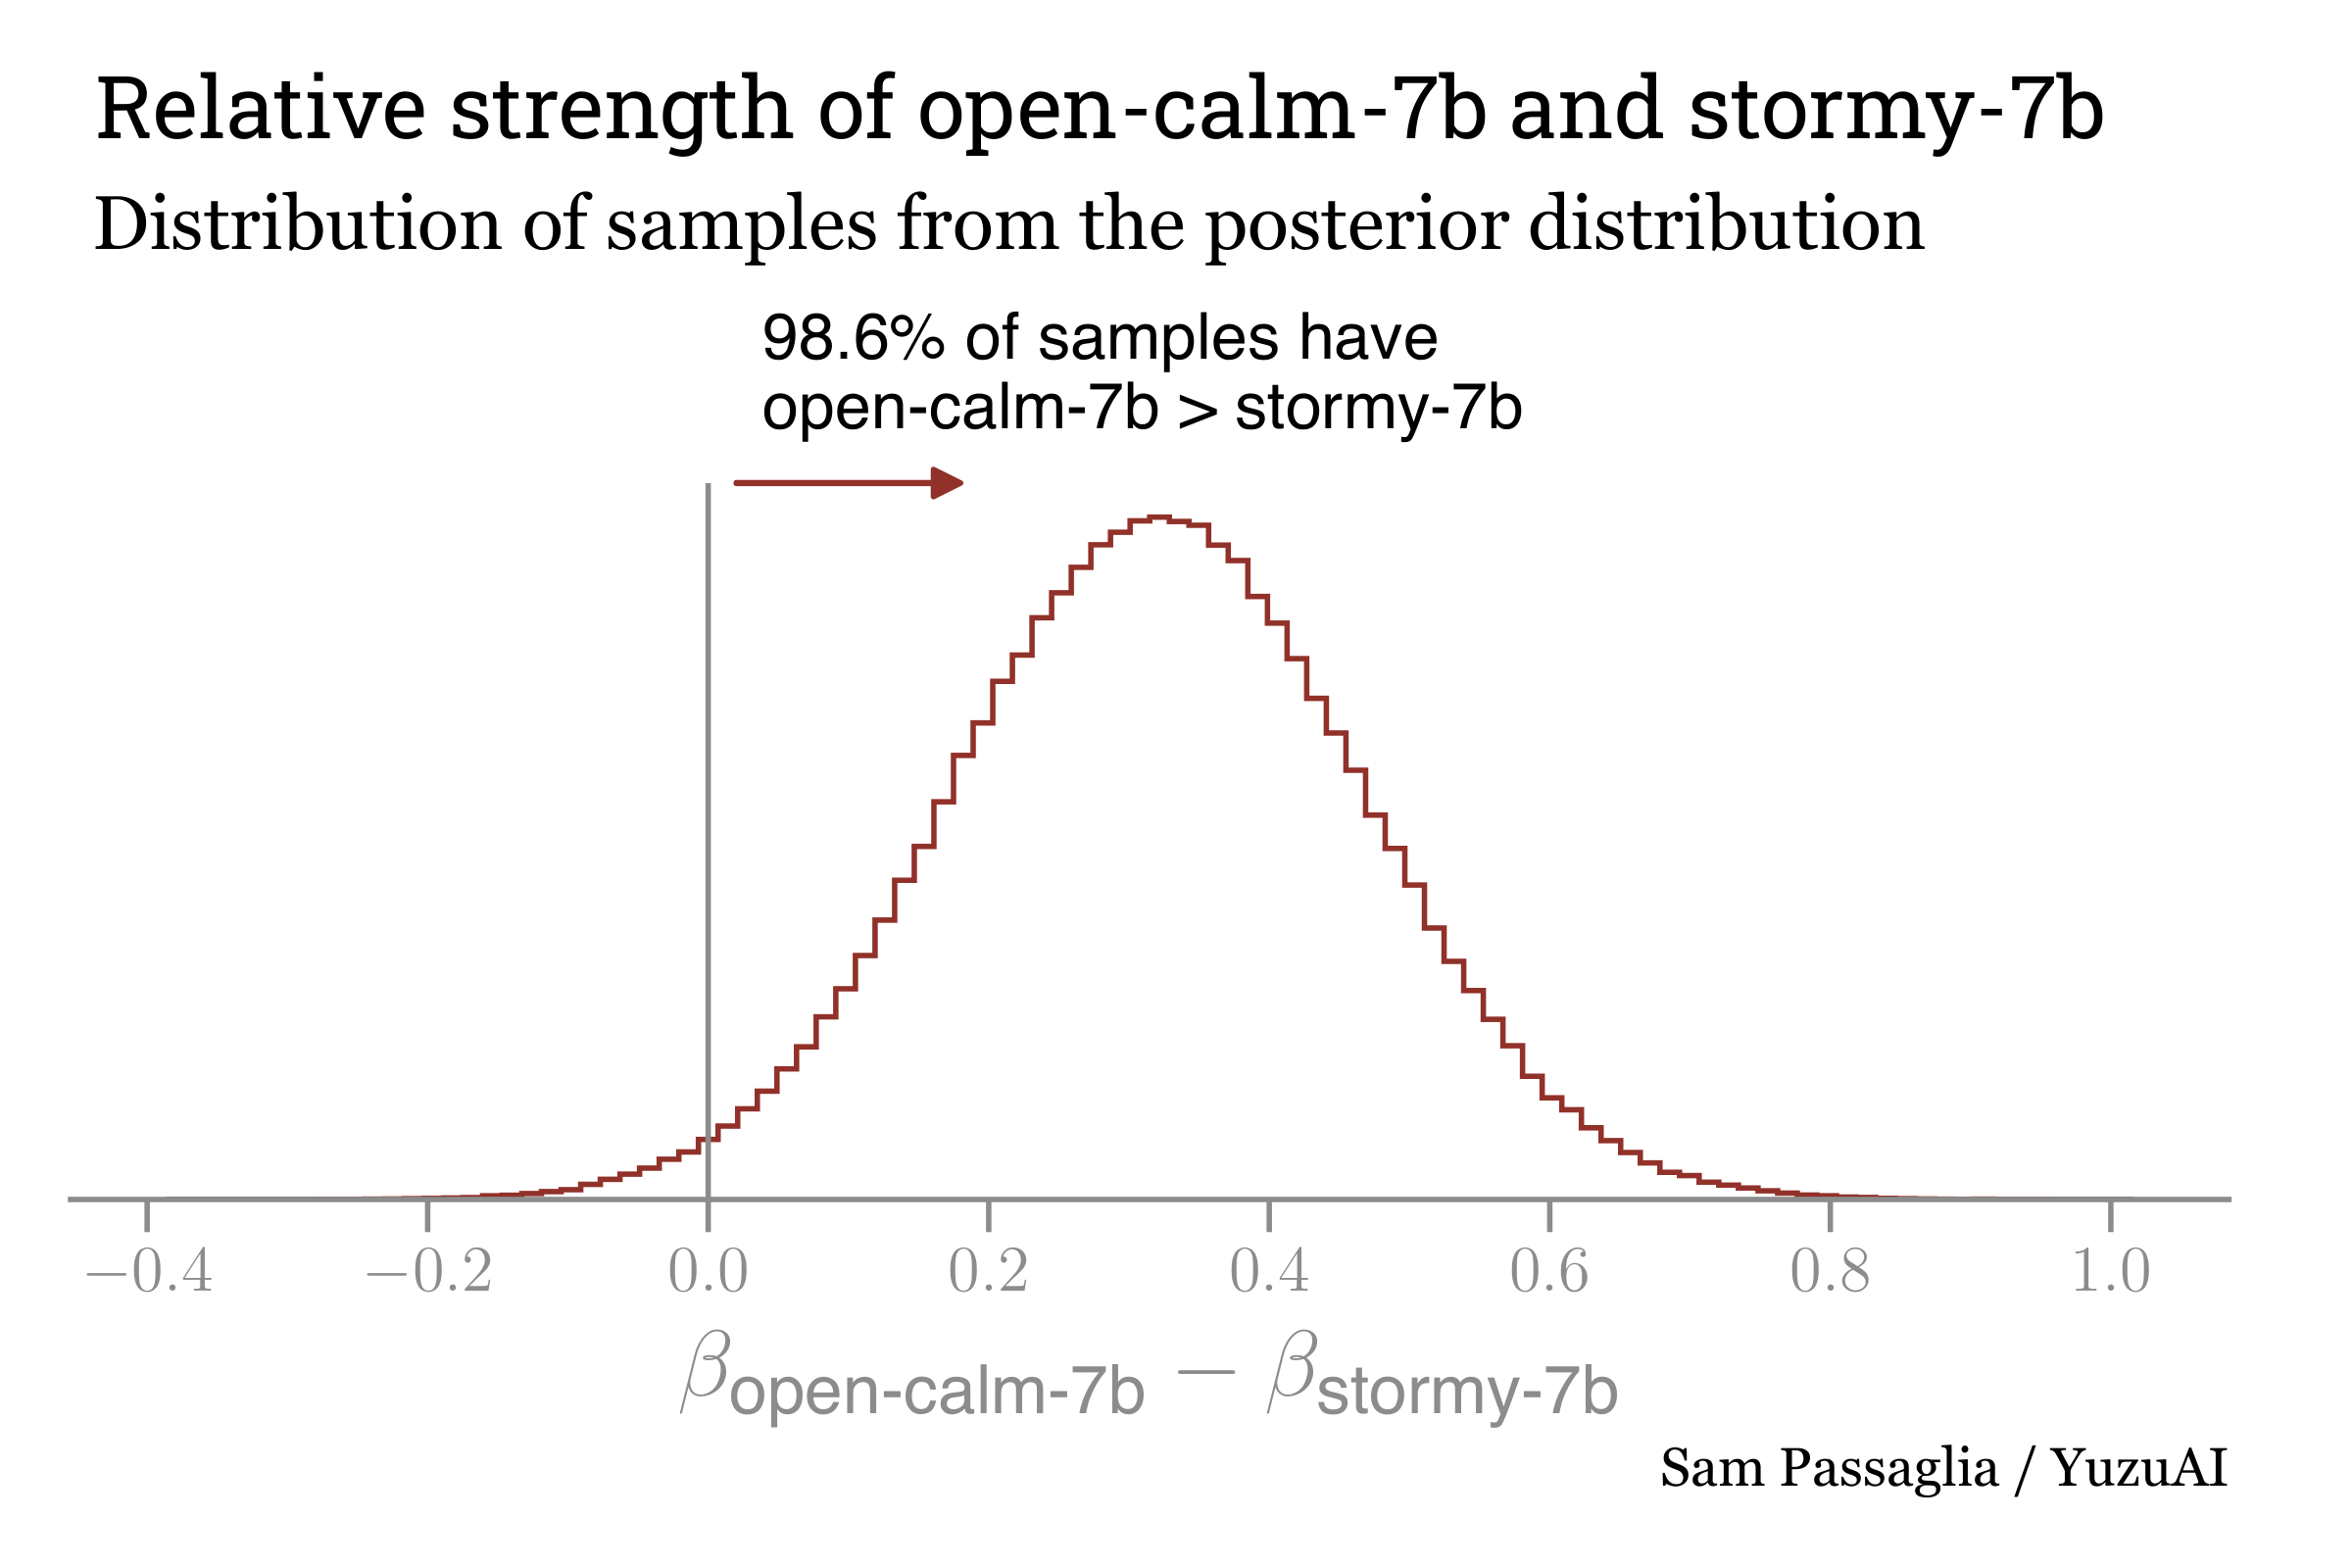 Relative strength of open-calm-7b and stormy-7b
Distribution of samples from the posterior distribution
98.6% of samples have
open-calm-7b > stormy-7b
−0.4 −0.2 0.0 0.2 0.4 0.6 0.8 1.0
βopen-calm-7b − βstormy-7b
Sam Passaglia / YuzuAI